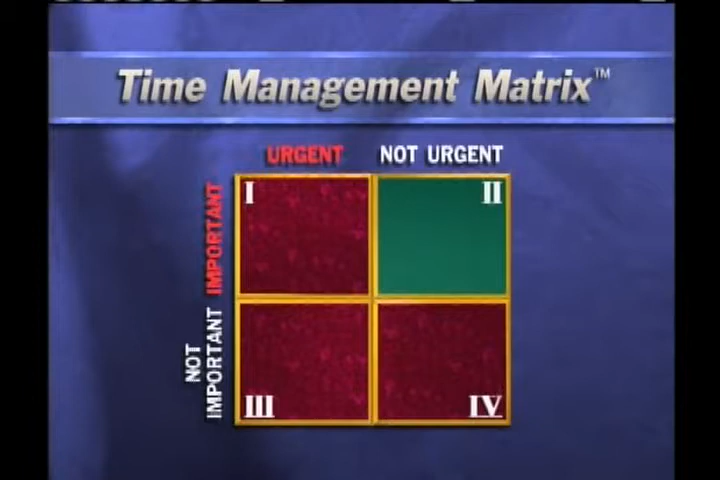 Time Management Matrix™
URGENT NOT URGENT
IMPORTANT
I II
NOT
IMPORTANT
III IV